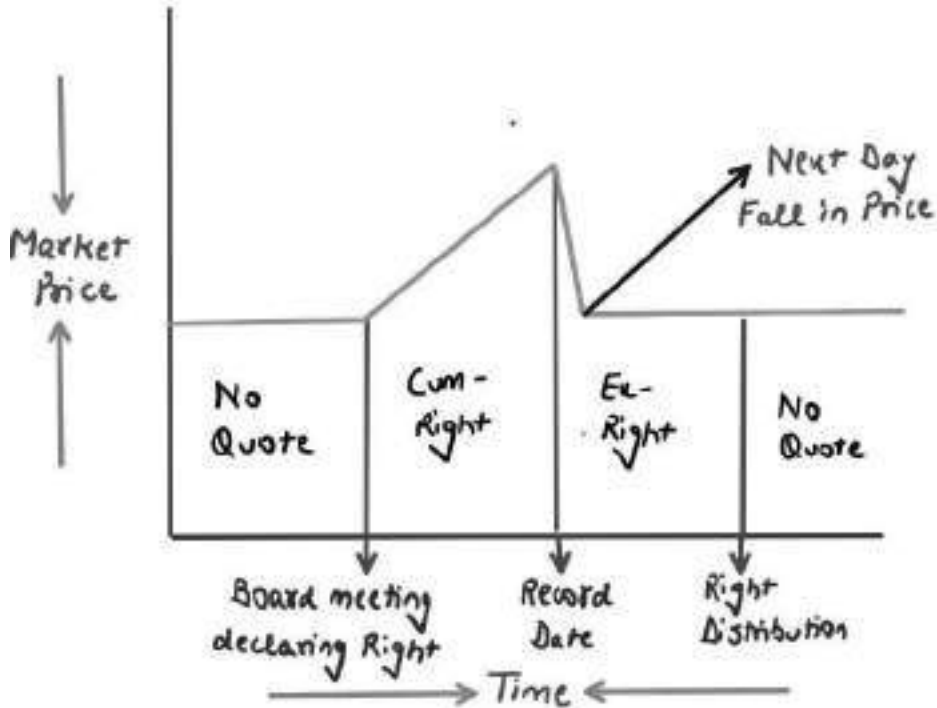 Next Day
Fall in Price
Market
Price
No
Quote
Cum-
Right
Ex-
Right
No
Quote
Board meeting
declaring Right
Record
Date
Right
Distribution
Time